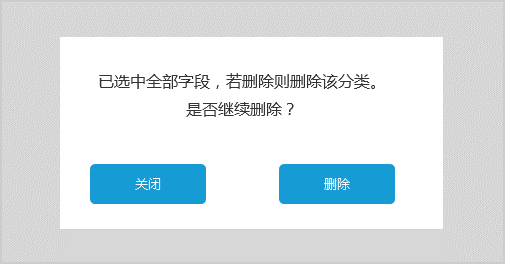 已选中全部字段，若删除则删除该分类。
是否继续删除？
关闭
删除